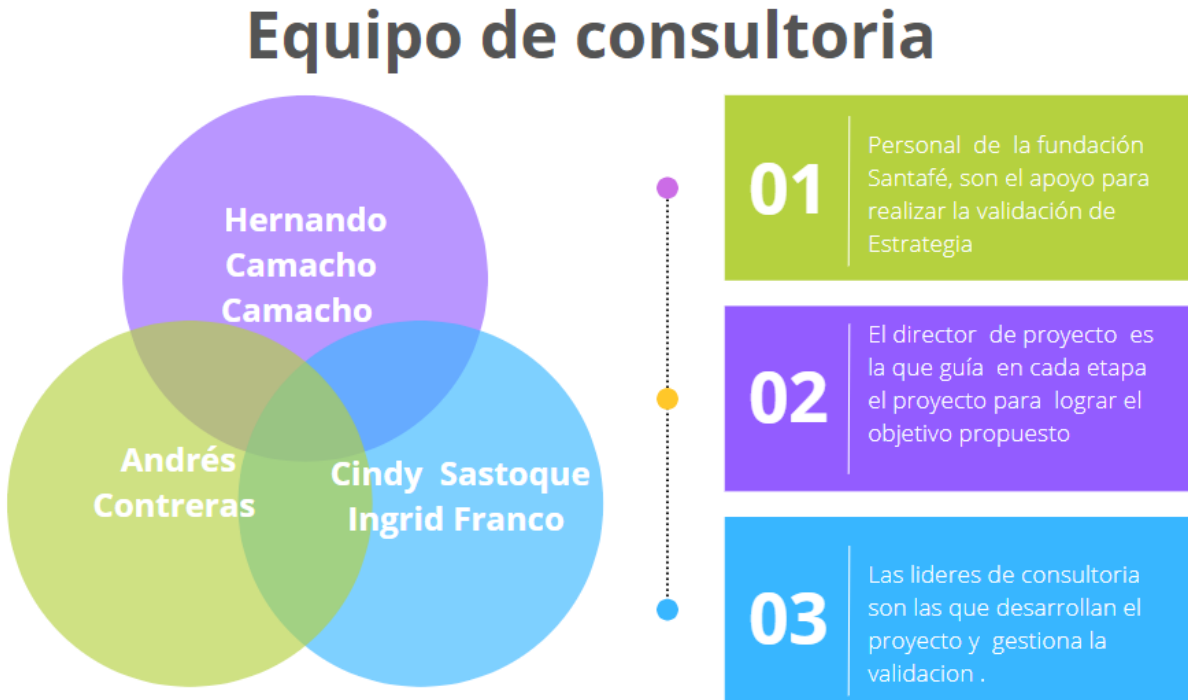 Equipo de consultoria
Hernando
Camacho
Camacho
Andrés
Contreras
Cindy  Sastoque
Ingrid Franco
01
Personal  de  la fundación
Santafé, son el apoyo para
realizar la validación de
Estrategia
02
El director  de proyecto  es
la que guía  en cada etapa
el proyecto para  lograr el
objetivo propuesto
03
Las lideres de consultoria
son las que desarrollan el
proyecto y  gestiona la
validacion .